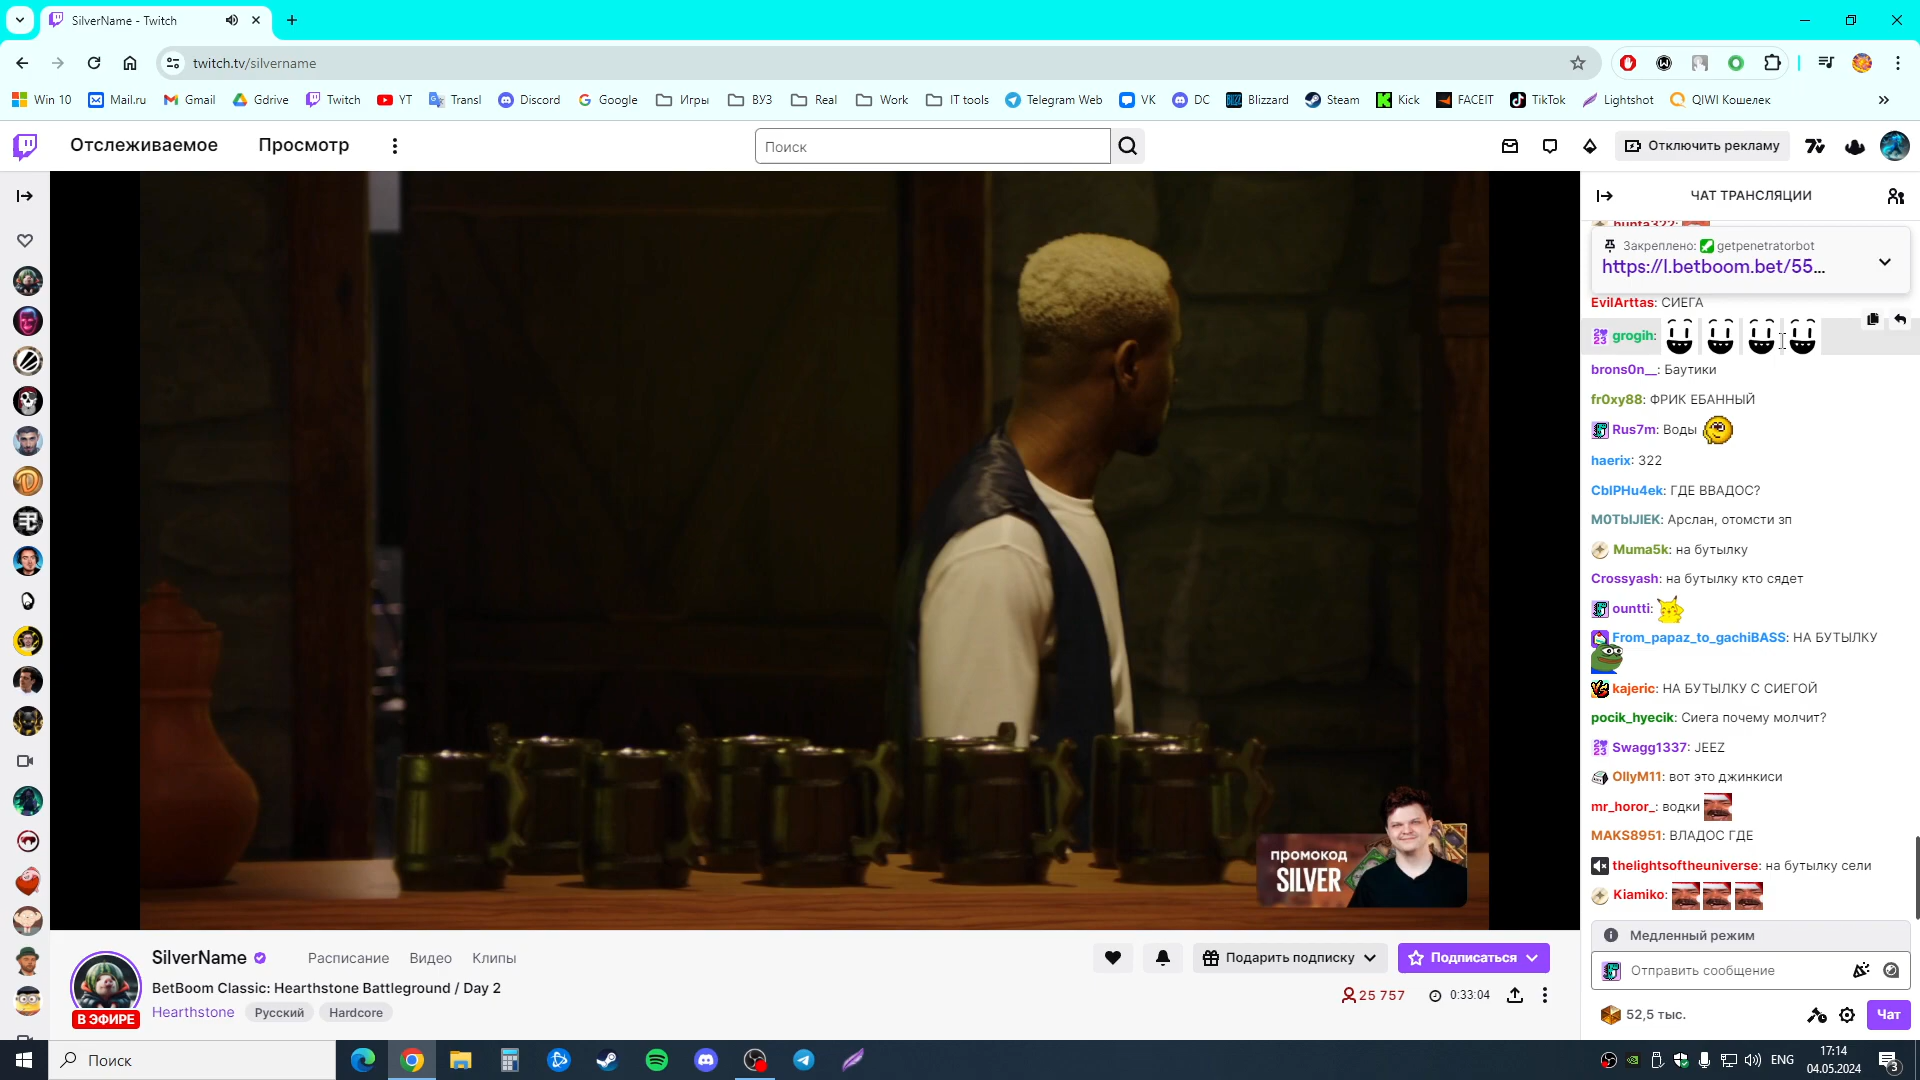 SilverName - Twitch
twitch.tv/silvername
Win 10
Mail.ru
Gmail
Gdrive
Twitch
YT
Transl
Discord
Google
Игры
ВУЗ
Real
Work
IT tools
Telegram Web
VK
DC
Blizzard
Steam
Kick
FACEIT
TikTok
Lightshot
QIWI Кошелек
Отслеживаемое
Просмотр
Поиск
Отключить рекламу
ЧАТ ТРАНСЛЯЦИИ
Закреплено: getpenetratorbot
https://l.betboom.bet/55...
EvilArttas: СИЕГА
grogih:
brons0n__: Баутики
fr0xy88: ФРИК ЕБАННЫЙ
Rus7m: Воды
haerix: 322
CblPHu4ek: ГДЕ ВВАДОС?
M0TbIJIEK: Арслан, отомсти зп
Muma5k: на бутылку
Crossyash: на бутылку кто сядет
ountti:
From_papaz_to_gachiBASS: НА БУТЫЛКУ
kajeric: НА БУТЫЛКУ С СИЕГОЙ
pocik_hyecik: Сиега почему молчит?
Swagg1337: JEEZ
OllyM11: вот это джинкиси
mr_horor_: водки
MAKS8951: ВЛАДОС ГДЕ
thelightsoftheuniverse: на бутылку сели
Kiamiko:
промокод
SILVER
Медленный режим
Отправить сообщение
52,5 тыс.
Чат
SilverName
Расписание
Видео
Клипы
Подарить подписку
Подписаться
BetBoom Classic: Hearthstone Battleground / Day 2
25 757
0:33:04
Hearthstone
Русский
Hardcore
В ЭФИРЕ
Поиск
ENG
17:14
04.05.2024
3